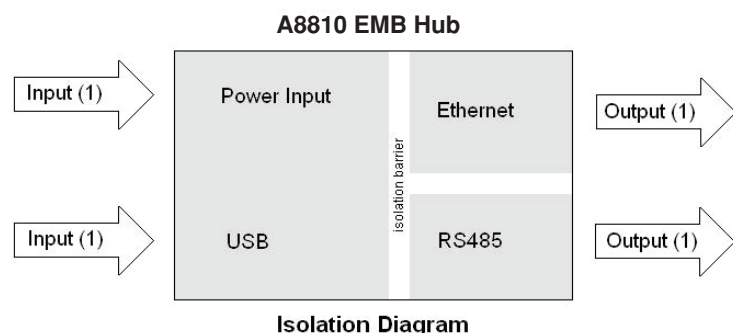 A8810 EMB Hub
Input (1)
Power Input
Ethernet
Output (1)
isolation barrier
Input (1)
USB
RS485
Output (1)
Isolation Diagram